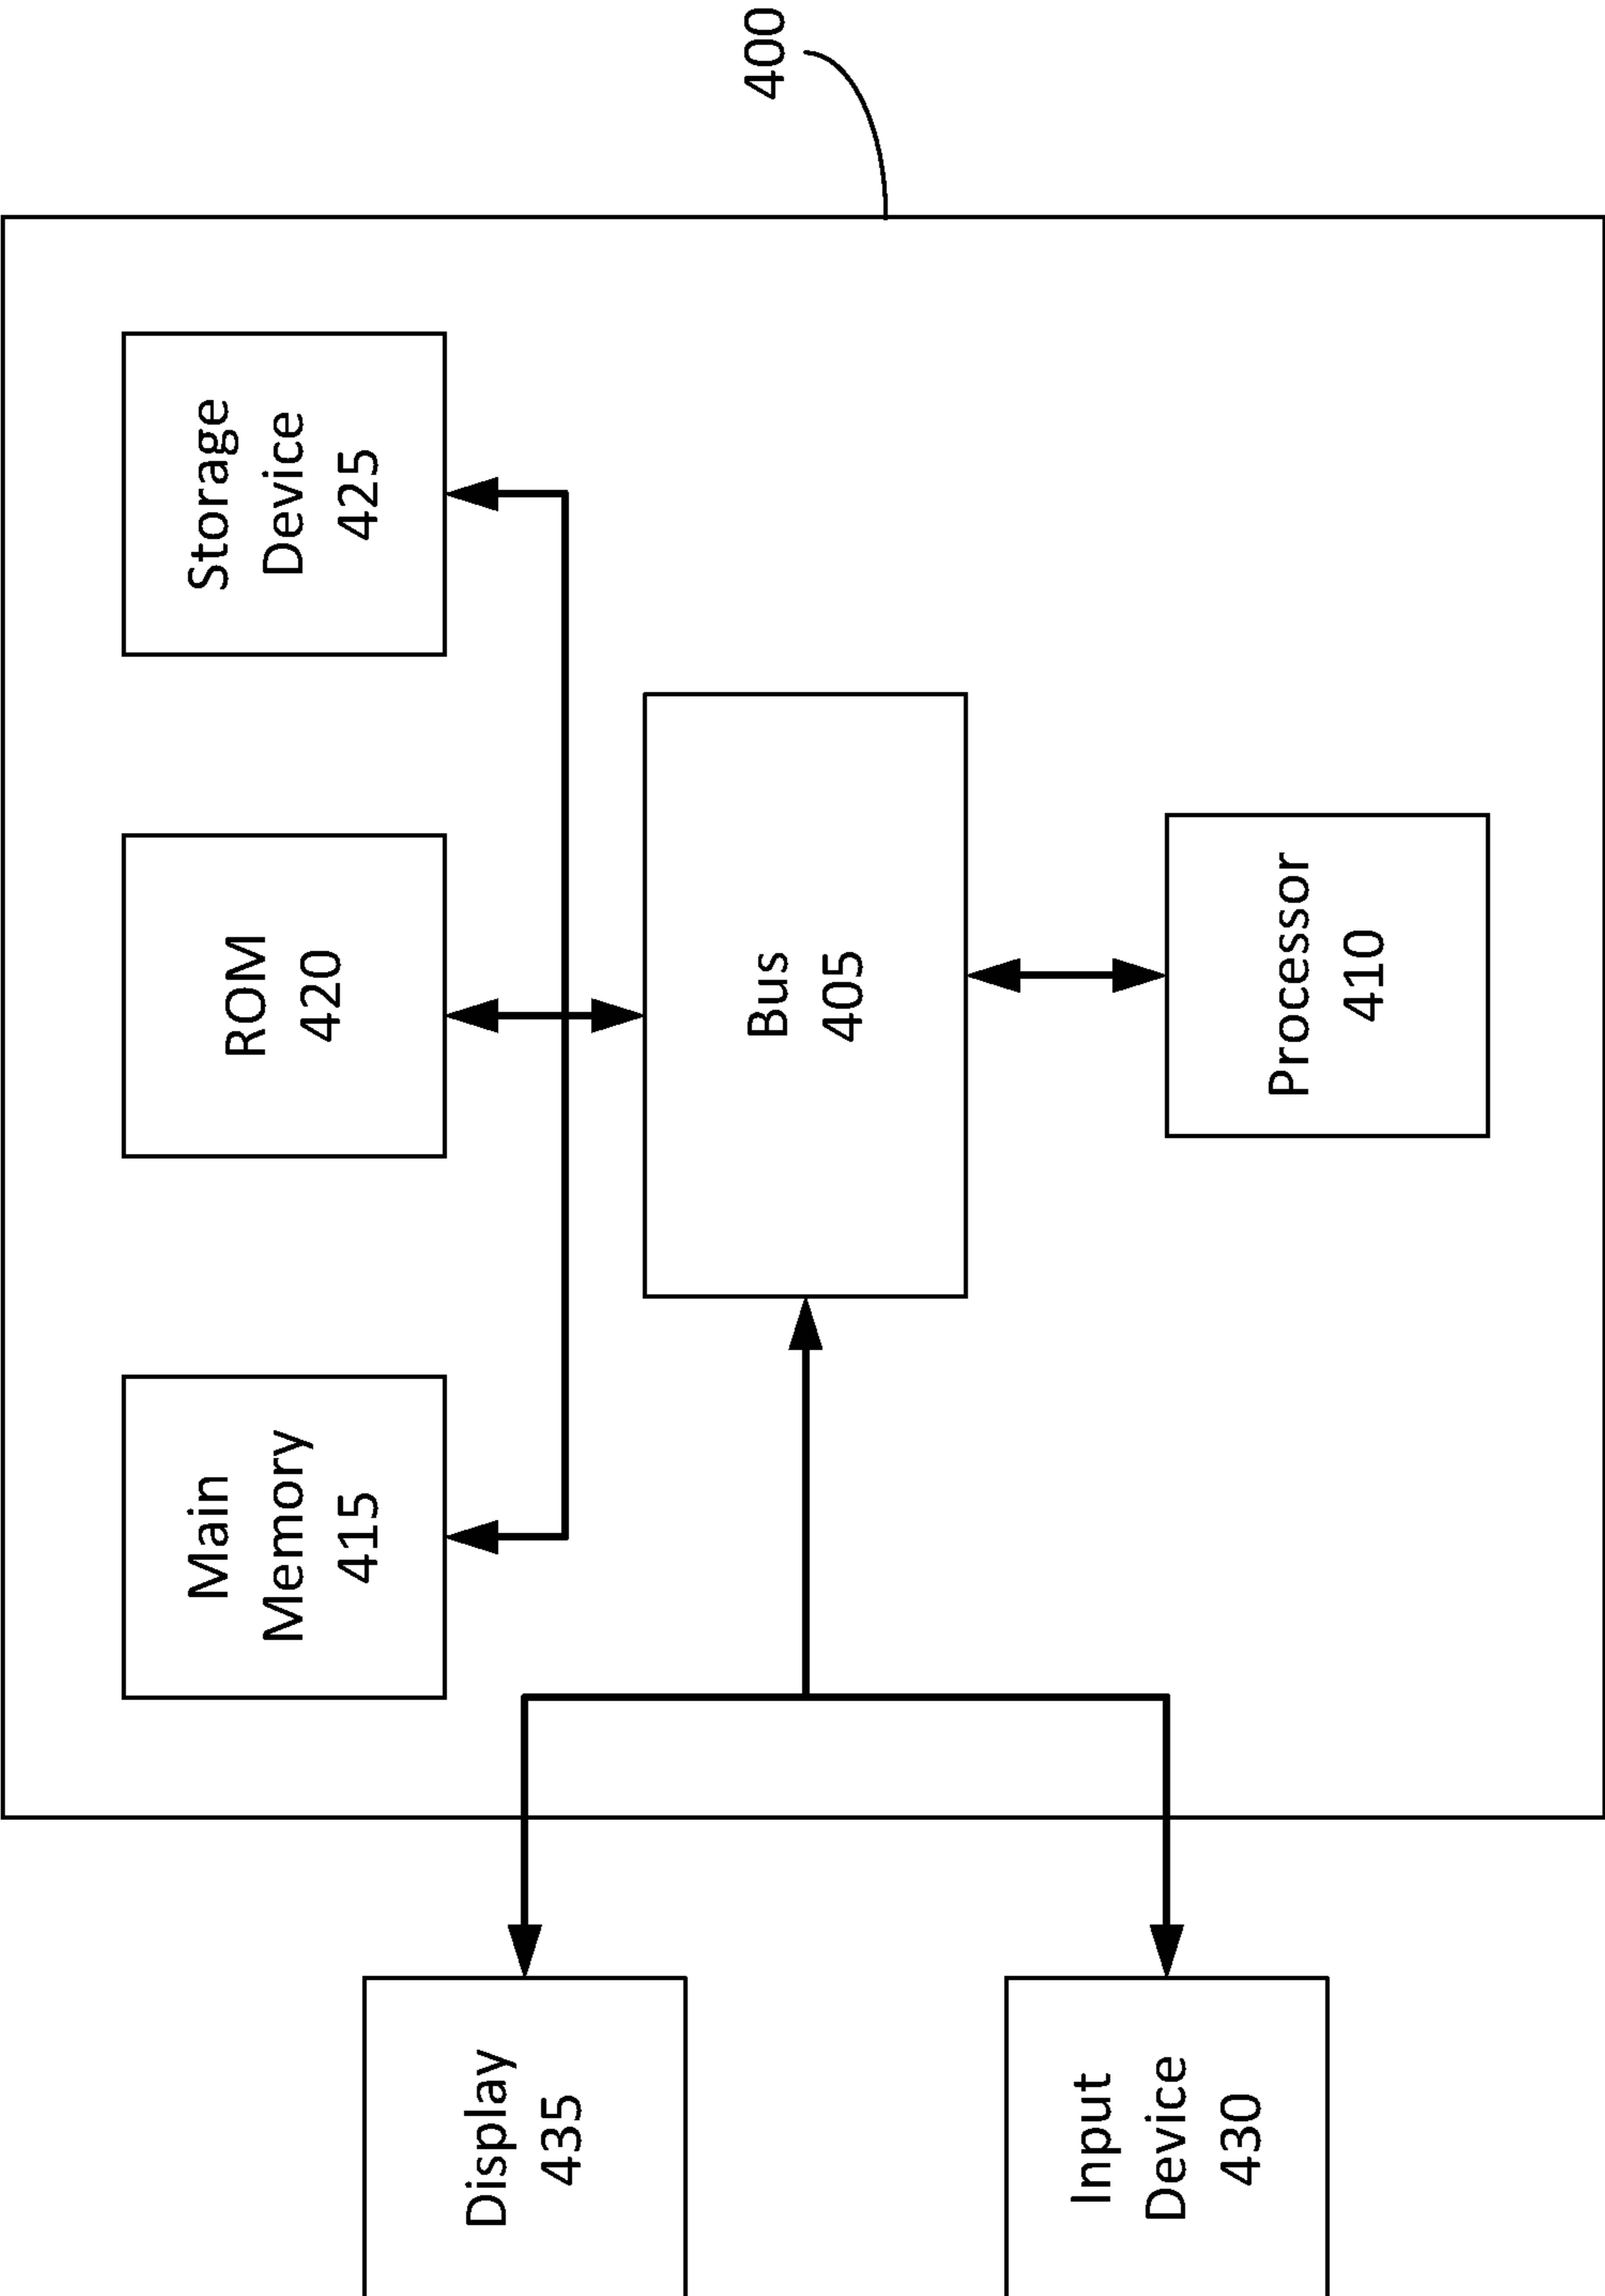 400
Display
435
Main
Memory
415
ROM
420
Storage
Device
425
Bus
405
Input
Device
430
Processor
410